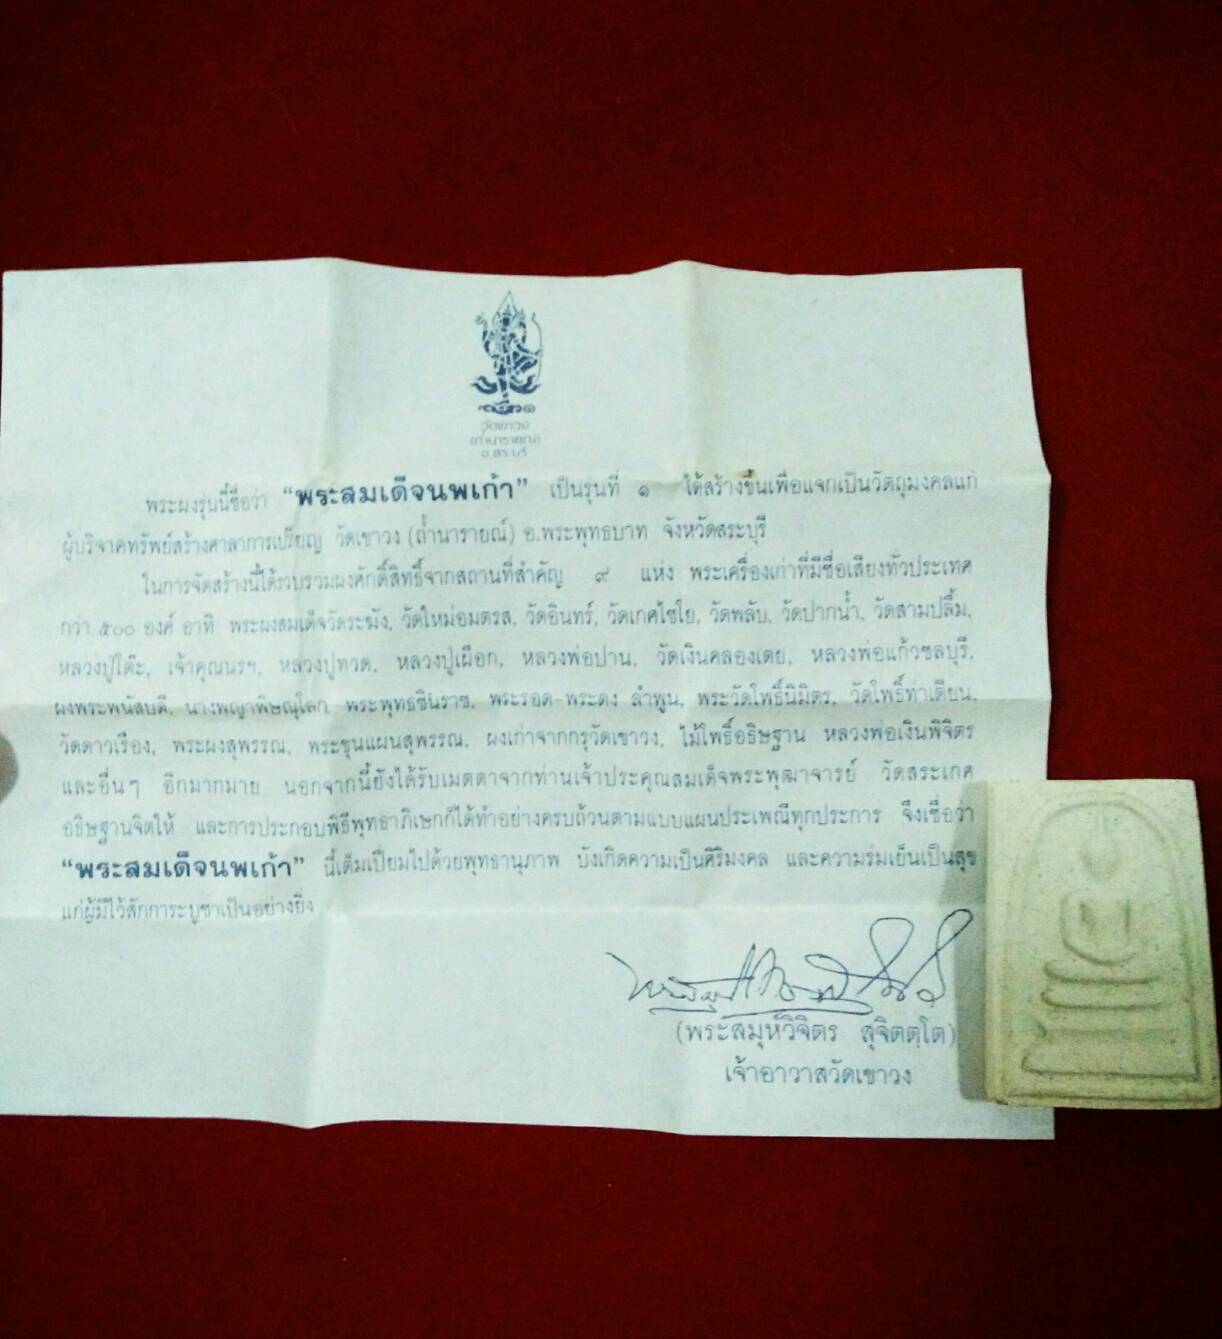 วัดเขาวง
(ถ้ำนารายณ์)
จ.สระบุรี
พระผงรุ่นนี้ชื่อว่า “พระสมเด็จนพเก้า” เป็นรุ่นที่ ๑ ได้สร้างขึ้นเพื่อแจกเป็นวัตถุมงคลแก่
ผู้บริจาคทรัพย์สร้างศาลาการเปรียญ วัดเขาวง (ถ้ำนารายณ์) อ.พระพุทธบาท จังหวัดสระบุรี
ในการจัดสร้างนี้ได้รวบรวมผงศักดิ์สิทธิ์จากสถานที่สำคัญ ๙ แห่ง พระเครื่องเก่าที่มีชื่อเสียงทั่วประเทศ
กว่า ๕๐๐ องค์ อาทิ พระผงสมเด็จวัดระฆัง, วัดใหม่อมตรส, วัดอินทร์, วัดเกศไชโย, วัดพลับ, วัดปากน้ำ, วัดสามปลื้ม,
หลวงปู่โต๊ะ, เจ้าคุณนรฯ, หลวงปู่ทวด, หลวงปู่เผือก, หลวงพ่อปาน, วัดเงินคลองเตย, หลวงพ่อแก้วชลบุรี,
ผงพระพนัสบดี, นางพญาพิษณุโลก, พระพุทธชินราช, พระรอด-พระคง ลำพูน, พระวัดโพธิ์นิมิตร, วัดโพธิ์ท่าเตียน,
วัดดาวเรือง, พระผงสุพรรณ, พระขุนแผนสุพรรณ, ผงเก่าจากกรุวัดเขาวง, ไม้โพธิ์อธิษฐาน หลวงพ่อเงินพิจิตร
และอื่นๆ อีกมากมาย นอกจากนี้ยังได้รับเมตตาจากท่านเจ้าประคุณสมเด็จพระพุฒาจารย์ วัดสระเกศ
อธิษฐานจิตให้ และการประกอบพิธีพุทธาภิเษกก็ได้ทำอย่างครบถ้วนตามแบบแผนประเพณีทุกประการ จึงเชื่อว่า
“พระสมเด็จนพเก้า” นี้เต็มเปี่ยมไปด้วยพุทธานุภาพ บังเกิดความเป็นศิริมงคล และความร่มเย็นเป็นสุข
แก่ผู้มีไว้สักการะบูชาเป็นอย่างยิ่ง
(พระสมุห์วิจิตร สุจิตตฺโต)
เจ้าอาวาสวัดเขาวง